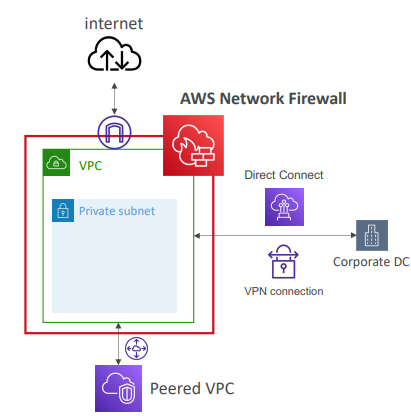 internet
AWS Network Firewall
VPC
Direct Connect
Private subnet
Corporate DC
VPN connection
Peered VPC